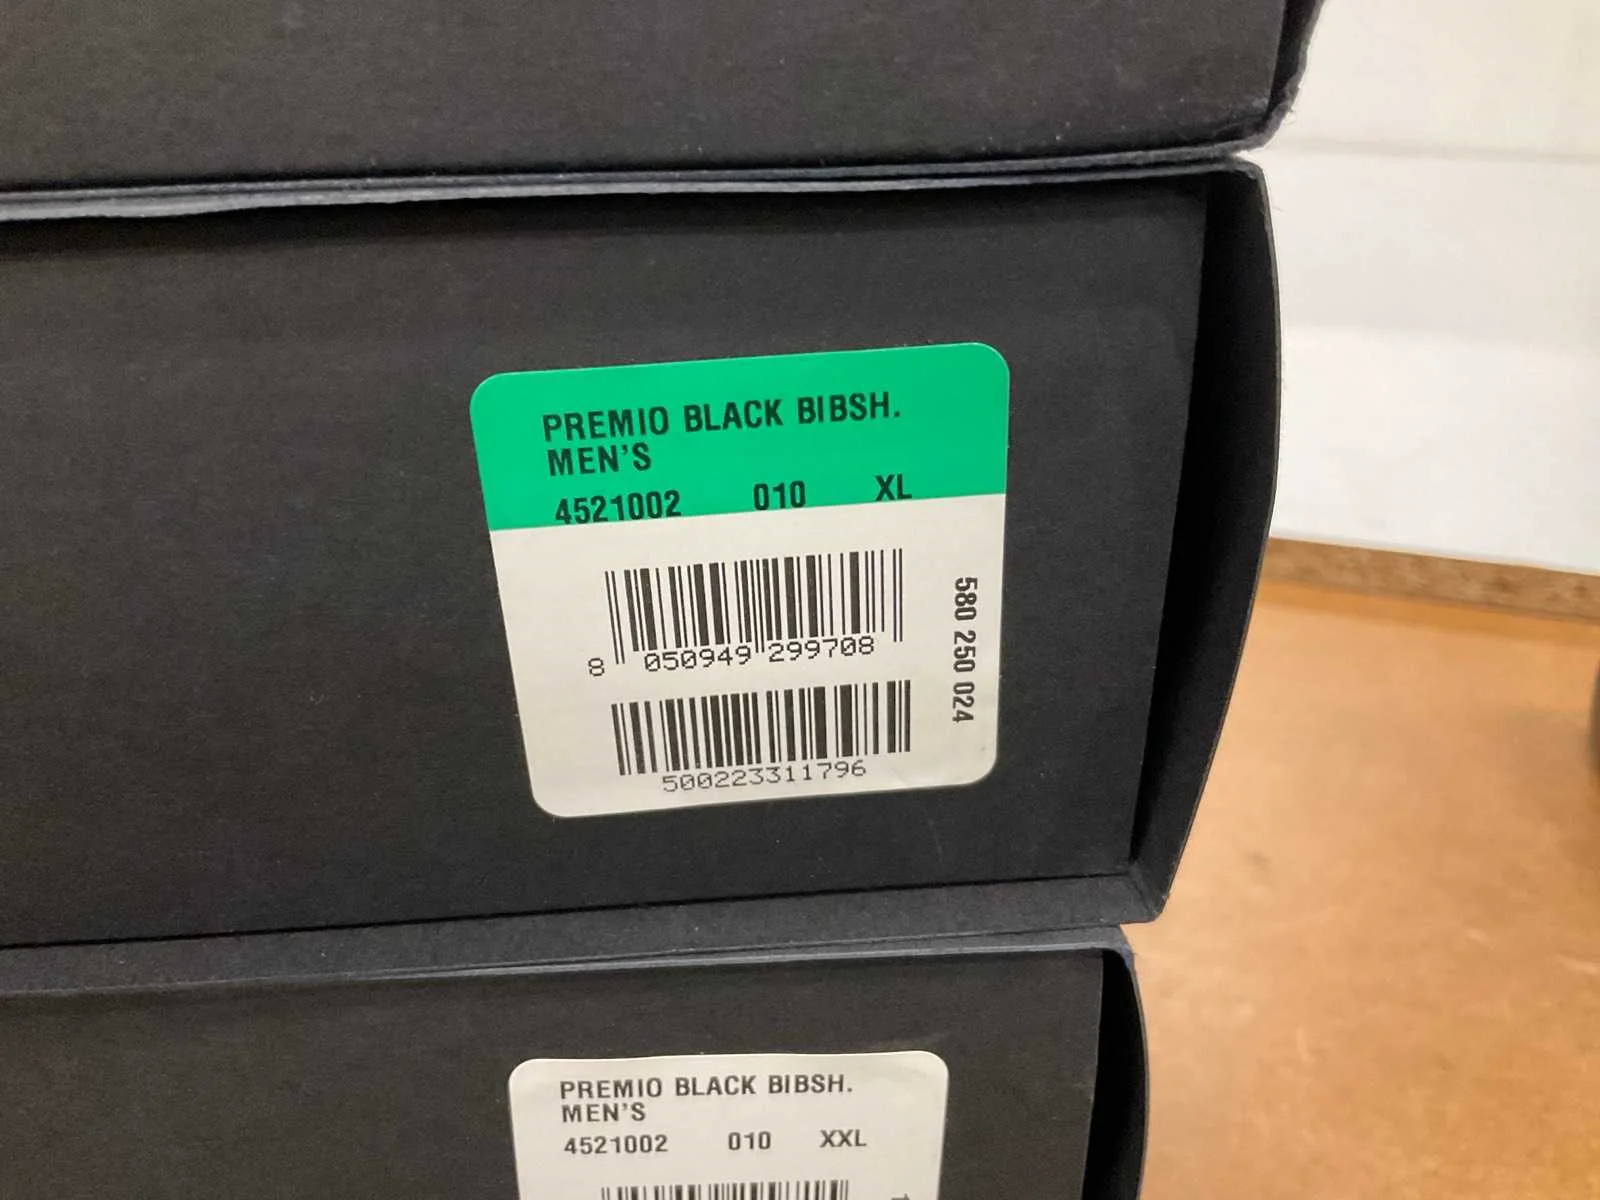 PREMIO BLACK BIBSH.
MEN'S
4521002 010 XL
8 050949 299708
580 250 024
500223311796
PREMIO BLACK BIBSH.
MEN'S
4521002 010 XXL